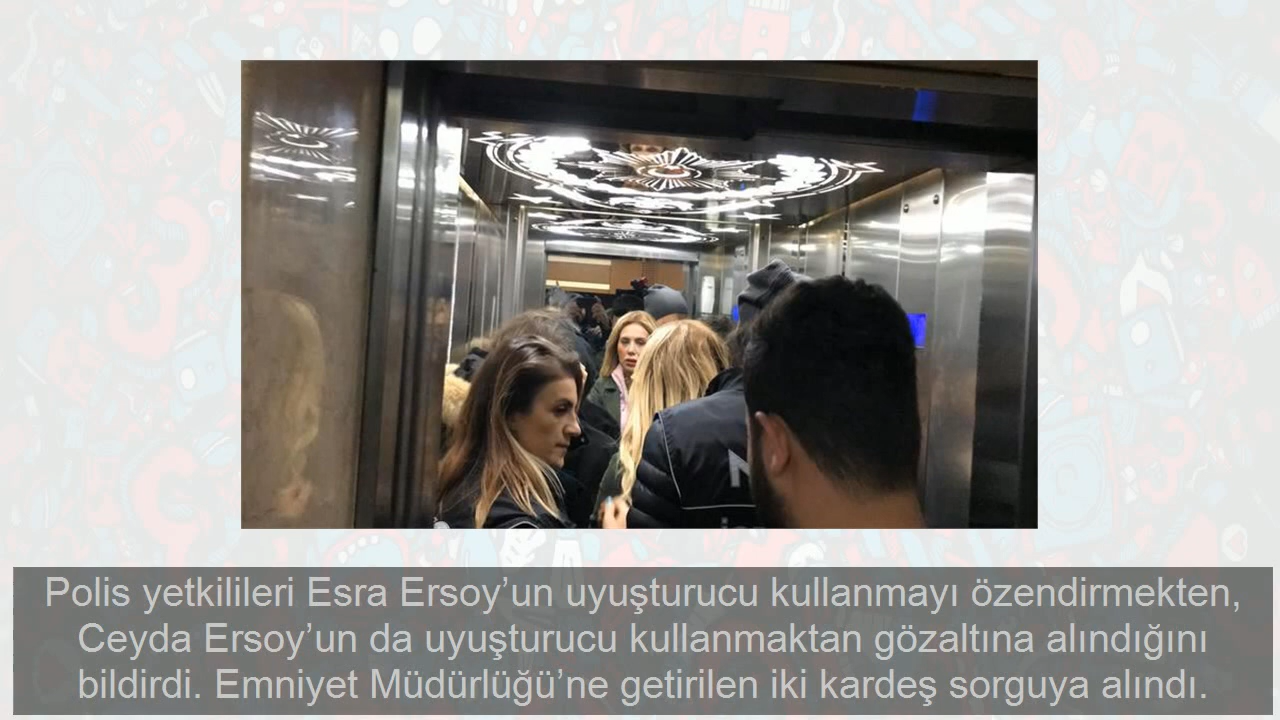 Polis yetkilileri Esra Ersoy’un uyuşturucu kullanmayı özendirmekten,
Ceyda Ersoy’un da uyuşturucu kullanmaktan gözaltına alındığını
bildirdi. Emniyet Müdürlüğü’ne getirilen iki kardeş sorguya alındı.